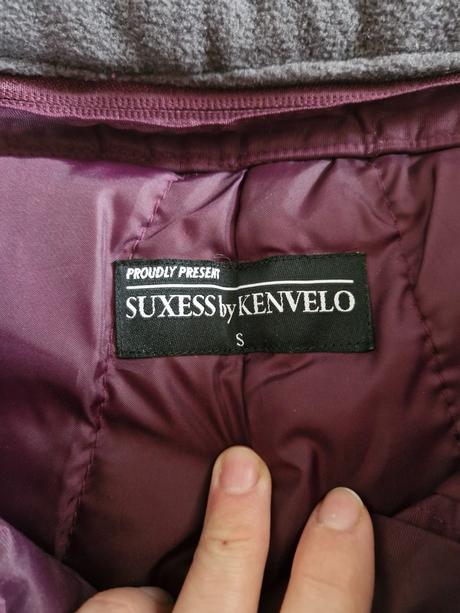 PROUDLY PRESENT
SUXESS by KENVELO
S